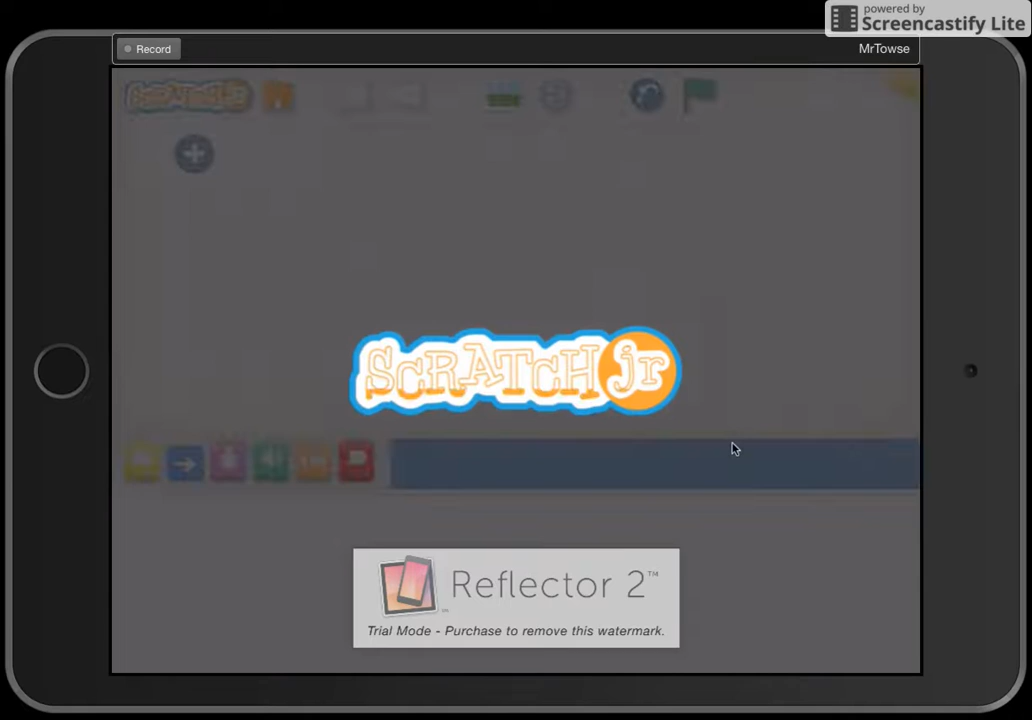 powered by
Screencastify Lite
Record
MrTowse
SCRATCH jr
Reflector 2™
Trial Mode - Purchase to remove this watermark.